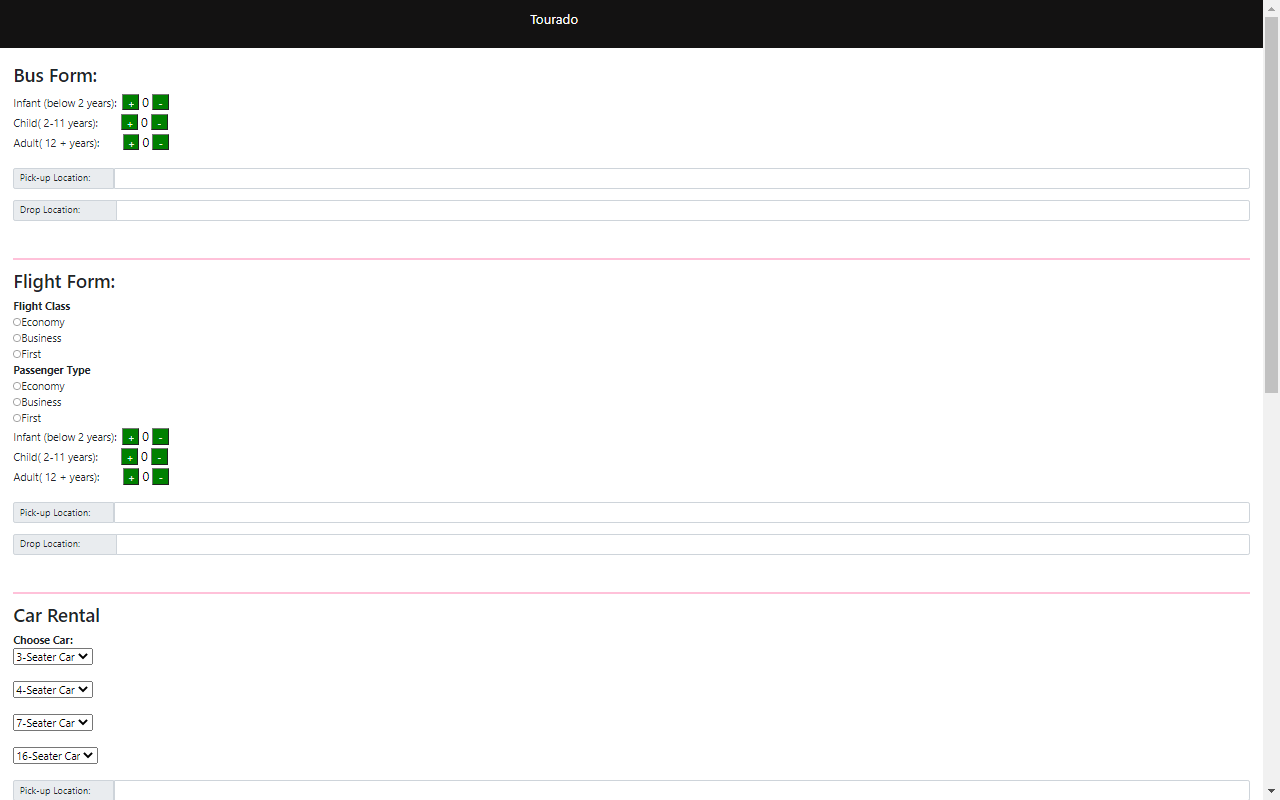 Tourado
Bus Form:
Infant (below 2 years): + 0 -
Child( 2-11 years): + 0 -
Adult( 12 + years): + 0 -
Pick-up Location:
Drop Location:
Flight Form:
Flight Class
Economy
Business
First
Passenger Type
Economy
Business
First
Infant (below 2 years): + 0 -
Child( 2-11 years): + 0 -
Adult( 12 + years): + 0 -
Pick-up Location:
Drop Location:
Car Rental
Choose Car:
3-Seater Car
4-Seater Car
7-Seater Car
16-Seater Car
Pick-up Location: